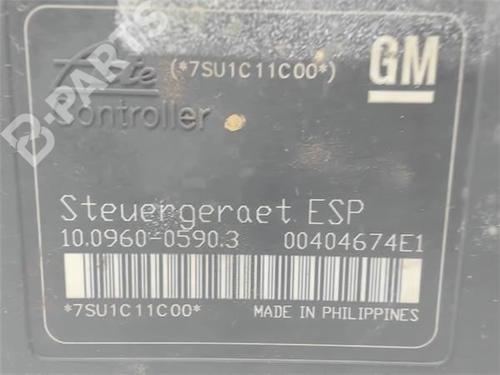 Ate (*7SU1C11C00*) GM
Controller
Steuergeraet ESP
10.0960-0590.3 00404674E1
*7SU1C11C00* MADE IN PHILIPPINES
B-PARTS